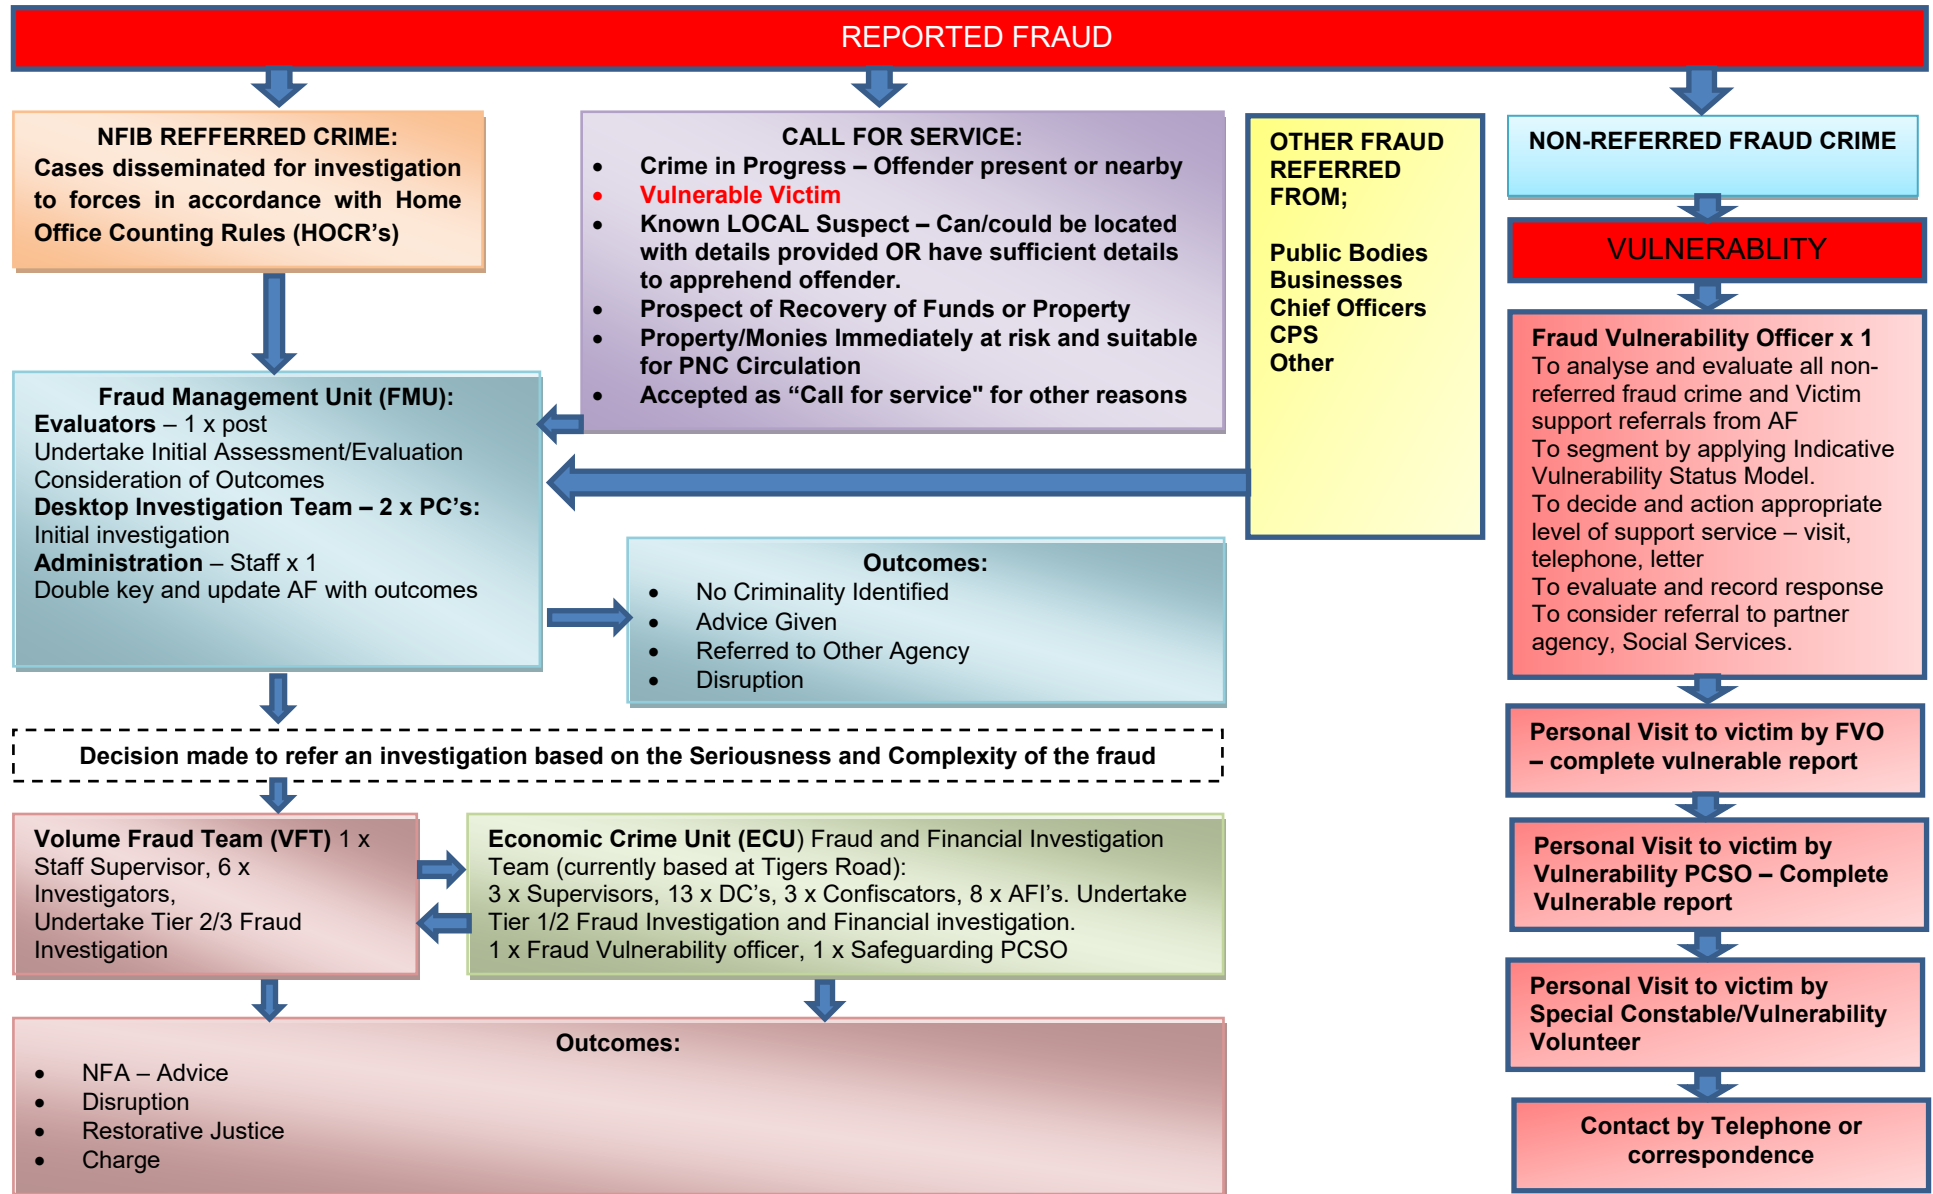 REPORTED FRAUD
NFIB REFFERRED CRIME:
Cases disseminated for investigation
to forces in accordance with Home
Office Counting Rules (HOCR's)
CALL FOR SERVICE:
• Crime in Progress – Offender present or nearby
• Vulnerable Victim
• Known LOCAL Suspect – Can/could be located
with details provided OR have sufficient details
to apprehend offender.
• Prospect of Recovery of Funds or Property
• Property/Monies Immediately at risk and suitable
for PNC Circulation
• Accepted as “Call for service" for other reasons
OTHER FRAUD
REFERRED
FROM;
Public Bodies
Businesses
Chief Officers
CPS
Other
NON-REFERRED FRAUD CRIME
VULNERABLITY
Fraud Vulnerability Officer x 1
To analyse and evaluate all non-
referred fraud crime and Victim
support referrals from AF
To segment by applying Indicative
Vulnerability Status Model.
To decide and action appropriate
level of support service – visit,
telephone, letter
To evaluate and record response
To consider referral to partner
agency, Social Services.
Fraud Management Unit (FMU):
Evaluators – 1 x post
Undertake Initial Assessment/Evaluation
Consideration of Outcomes
Desktop Investigation Team – 2 x PC’s:
Initial investigation
Administration – Staff x 1
Double key and update AF with outcomes
Outcomes:
• No Criminality Identified
• Advice Given
• Referred to Other Agency
• Disruption
Decision made to refer an investigation based on the Seriousness and Complexity of the fraud
Volume Fraud Team (VFT) 1 x
Staff Supervisor, 6 x
Investigators,
Undertake Tier 2/3 Fraud
Investigation
Economic Crime Unit (ECU) Fraud and Financial Investigation
Team (currently based at Tigers Road):
3 x Supervisors, 13 x DC’s, 3 x Confiscators, 8 x AFI’s. Undertake
Tier 1/2 Fraud Investigation and Financial investigation.
1 x Fraud Vulnerability officer, 1 x Safeguarding PCSO
Outcomes:
• NFA – Advice
• Disruption
• Restorative Justice
• Charge
Personal Visit to victim by FVO
– complete vulnerable report
Personal Visit to victim by
Vulnerability PCSO – Complete
Vulnerable report
Personal Visit to victim by
Special Constable/Vulnerability
Volunteer
Contact by Telephone or
correspondence